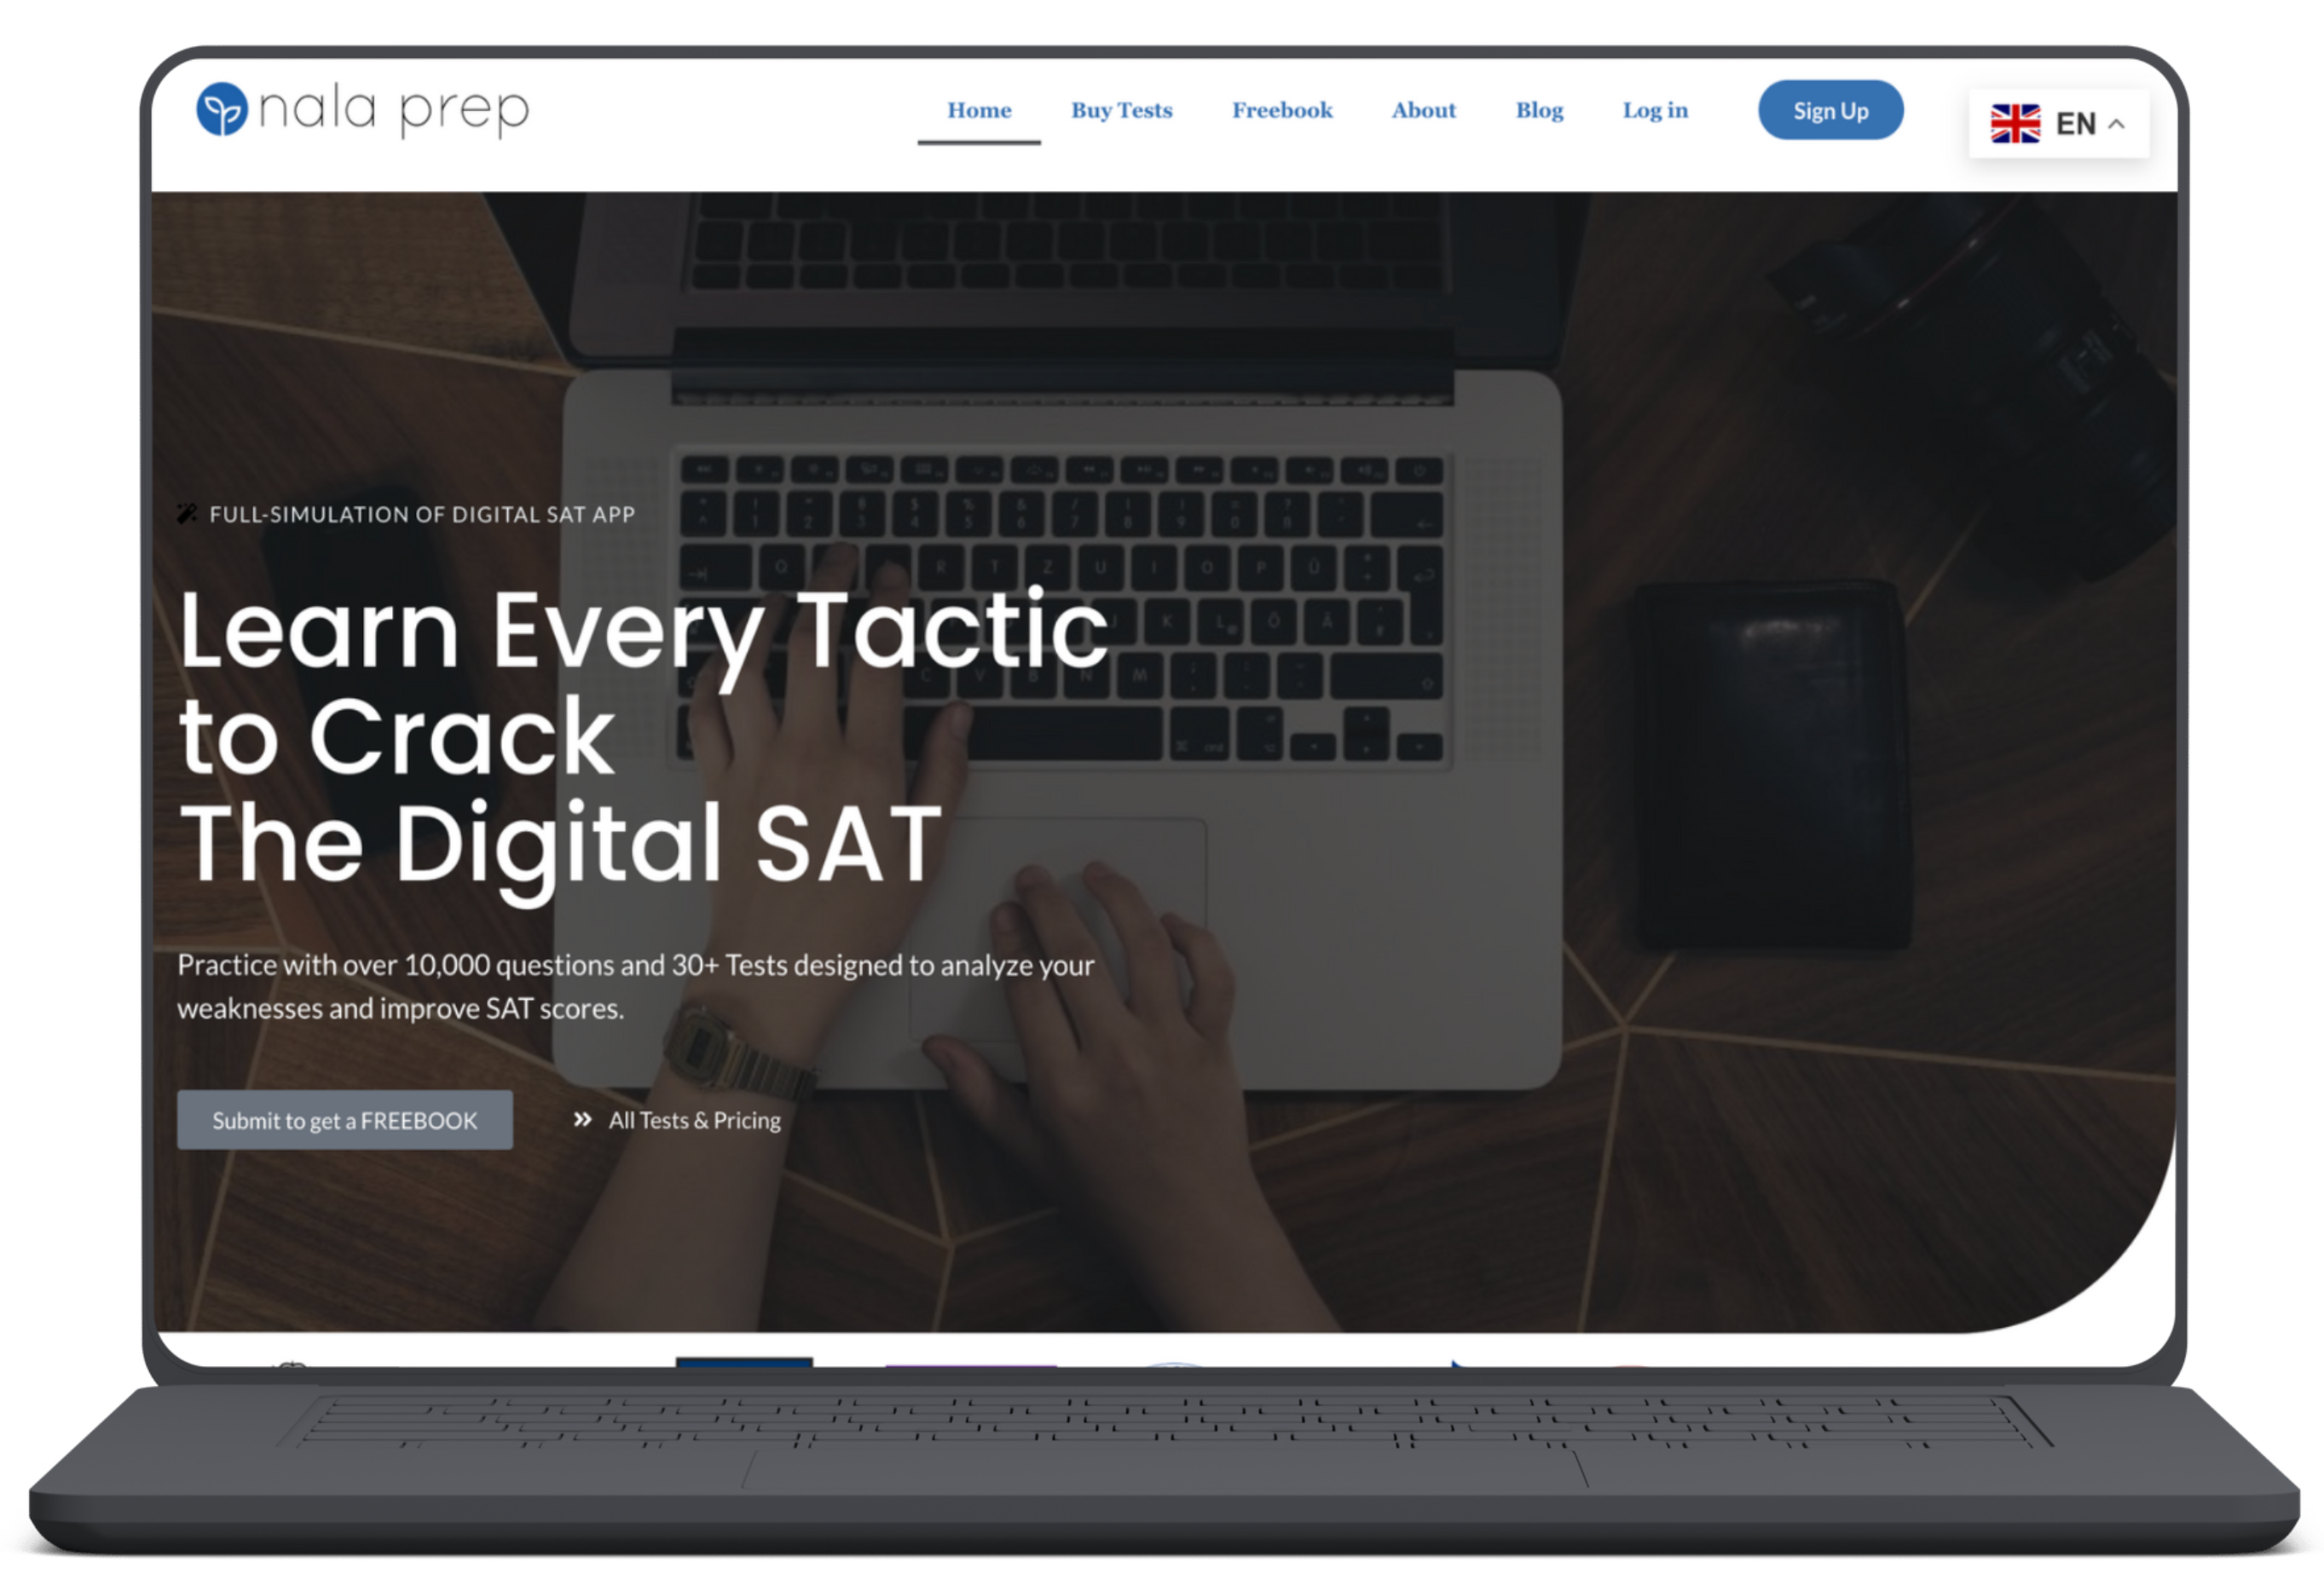 nala prep
Home Buy Tests Freebook About Blog Log in Sign Up EN
FULL-SIMULATION OF DIGITAL SAT APP
Learn Every Tactic
to Crack
The Digital SAT
Practice with over 10,000 questions and 30+ Tests designed to analyze your
weaknesses and improve SAT scores.
Submit to get a FREEBOOK All Tests & Pricing